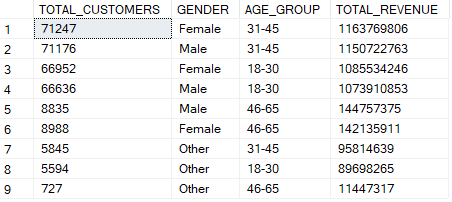 TOTAL_CUSTOMERS GENDER AGE_GROUP TOTAL_REVENUE
1 71247 Female 31-45 1163769806
2 71176 Male 31-45 1150722763
3 66952 Female 18-30 1085534246
4 66636 Male 18-30 1073910853
5 8835 Male 46-65 144757375
6 8988 Female 46-65 142135911
7 5845 Other 31-45 95814639
8 5594 Other 18-30 89698265
9 727 Other 46-65 11447317